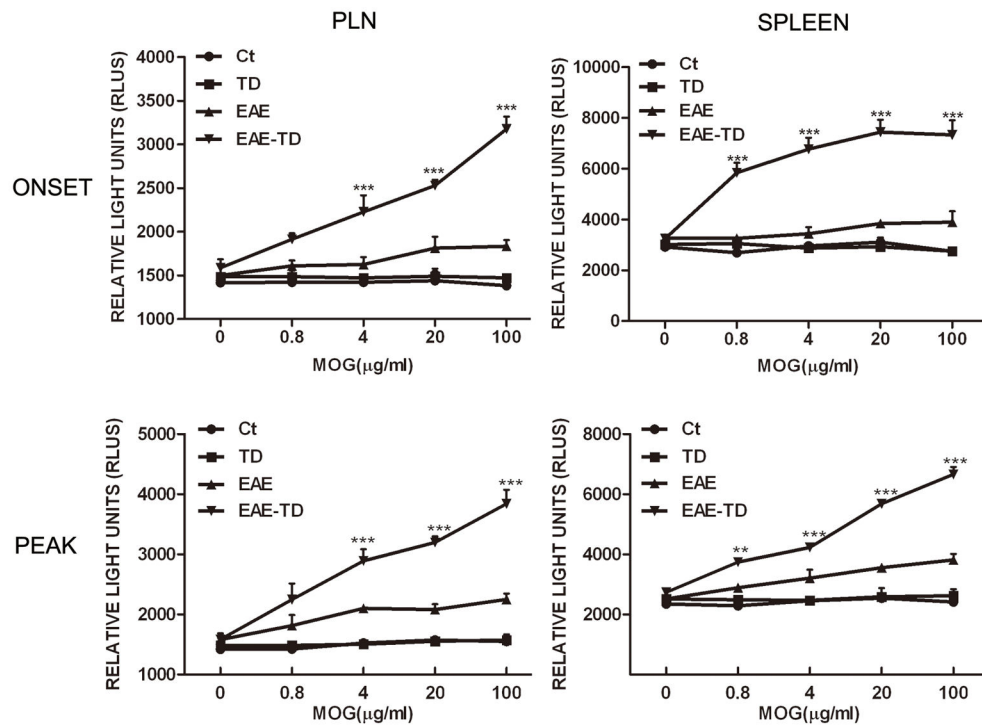 PLN
SPLEEN
ONSET
RELATIVE LIGHT UNITS (RLUS)
4000
3500
3000
2500
2000
1500
1000
Ct
TD
EAE
EAE-TD
***
***
***
0
0.8
4
20
100
MOG(μg/ml)
RELATIVE LIGHT UNITS (RLUS)
10000
8000
6000
4000
2000
0
Ct
TD
EAE
EAE-TD
***
***
***
***
0
0.8
4
20
100
MOG(μg/ml)
PEAK
RELATIVE LIGHT UNITS (RLUS)
5000
4000
3000
2000
1000
Ct
TD
EAE
EAE-TD
***
***
***
0
0.8
4
20
100
MOG(μg/ml)
RELATIVE LIGHT UNITS (RLUS)
8000
6000
4000
2000
Ct
TD
EAE
EAE-TD
**
***
***
***
0
0.8
4
20
100
MOG(μg/ml)